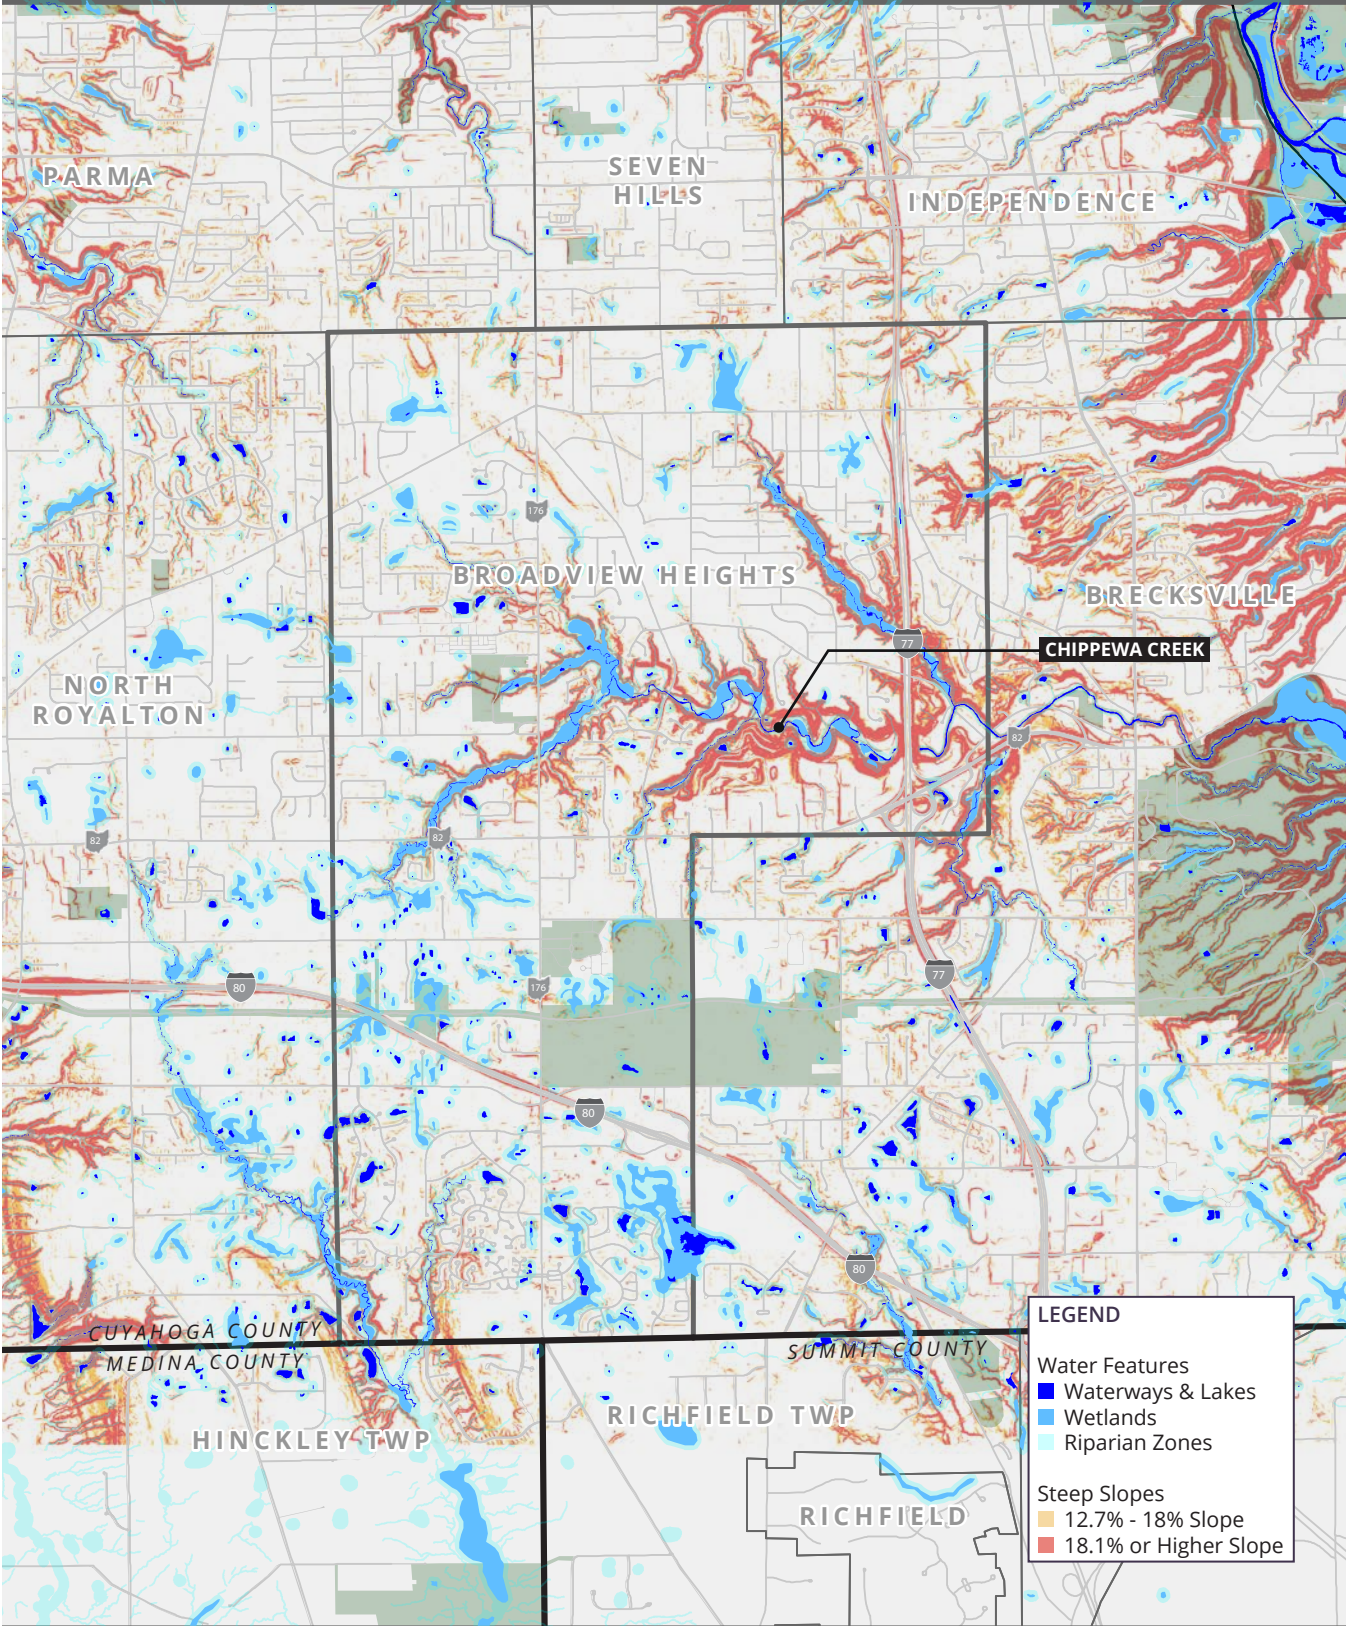 PARMA
SEVEN
HILLS
INDEPENDENCE
176
BROADVIEW HEIGHTS
BRECKSVILLE
77
CHIPPEWA CREEK
NORTH
ROYALTON
82
82
82
77
80
176
80
80
CUYAHOGA COUNTY
MEDINA COUNTY
SUMMIT COUNTY
HINCKLEY TWP
RICHFIELD TWP
RICHFIELD
LEGEND
Water Features
Waterways & Lakes
Wetlands
Riparian Zones
Steep Slopes
12.7% - 18% Slope
18.1% or Higher Slope